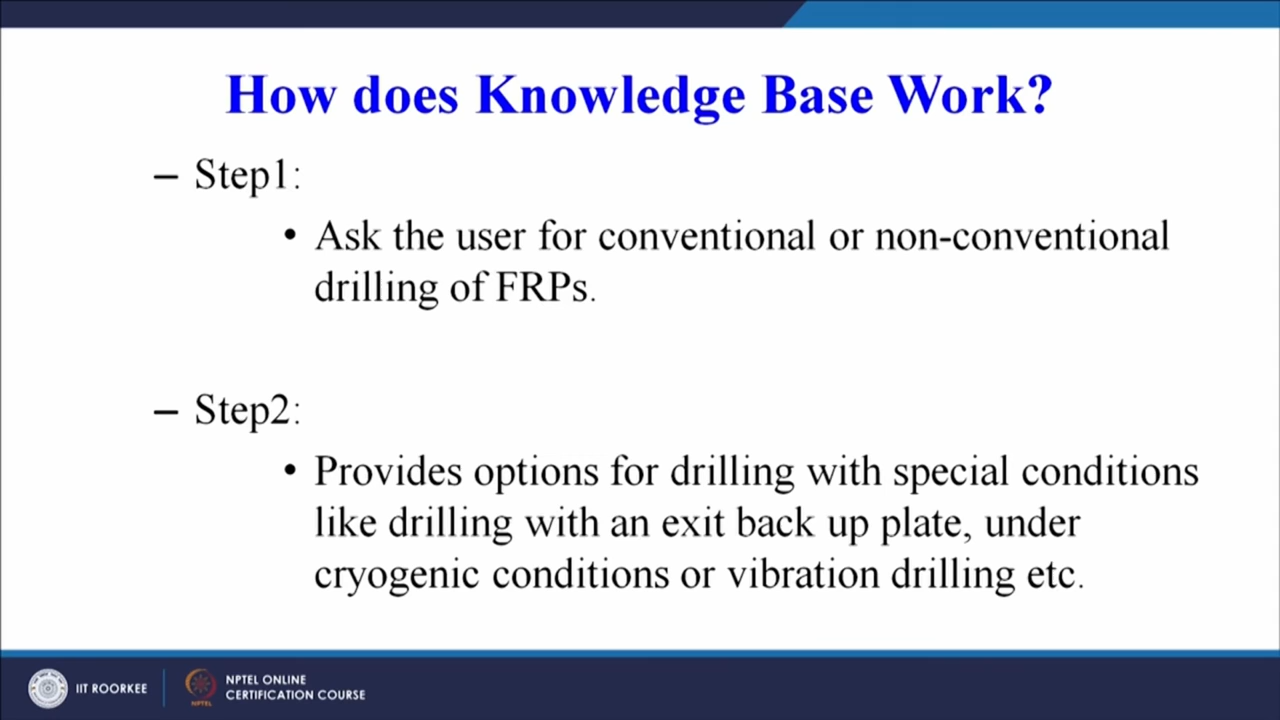 How does Knowledge Base Work?
– Step1:
• Ask the user for conventional or non-conventional
drilling of FRPs.
– Step2:
• Provides options for drilling with special conditions
like drilling with an exit back up plate, under
cryogenic conditions or vibration drilling etc.
IIT ROORKEE
NPTEL
NPTEL ONLINE
CERTIFICATION COURSE